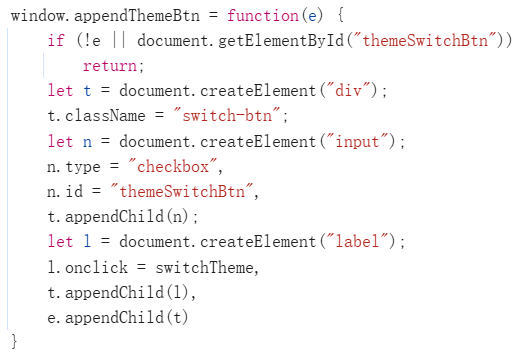 window.appendThemeBtn = function(e) {
    if (!e || document.getElementById("themeSwitchBtn"))
        return;
    let t = document.createElement("div");
    t.className = "switch-btn";
    let n = document.createElement("input");
    n.type = "checkbox",
    n.id = "themeSwitchBtn",
    t.appendChild(n);
    let l = document.createElement("label");
    l.onclick = switchTheme,
    t.appendChild(l),
    e.appendChild(t)
}